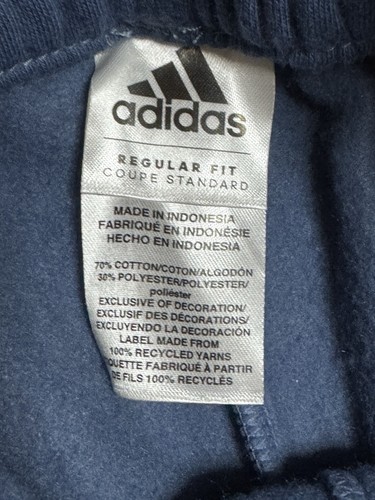 adidas
REGULAR FIT
COUPE STANDARD
MADE IN INDONESIA
FABRIQUÉ EN INDONÉSIE
HECHO EN INDONESIA
70% COTTON/COTON/ALGODÓN
30% POLYESTER/POLYESTER/
poliéster
EXCLUSIVE OF DECORATION/
EXCLUSIF DES DÉCORATIONS/
EXCLUYENDO LA DECORACIÓN
LABEL MADE FROM
100% RECYCLED YARNS
QUETTE FABRIQUÉ À PARTIR
DE FILS 100% RECYCLÉS